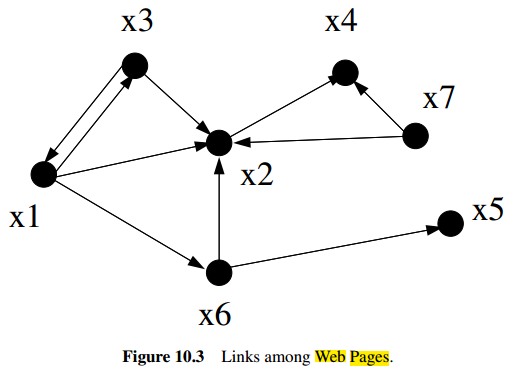 x3
x4
x7
x2
x1
x5
x6
Figure 10.3 Links among Web Pages.